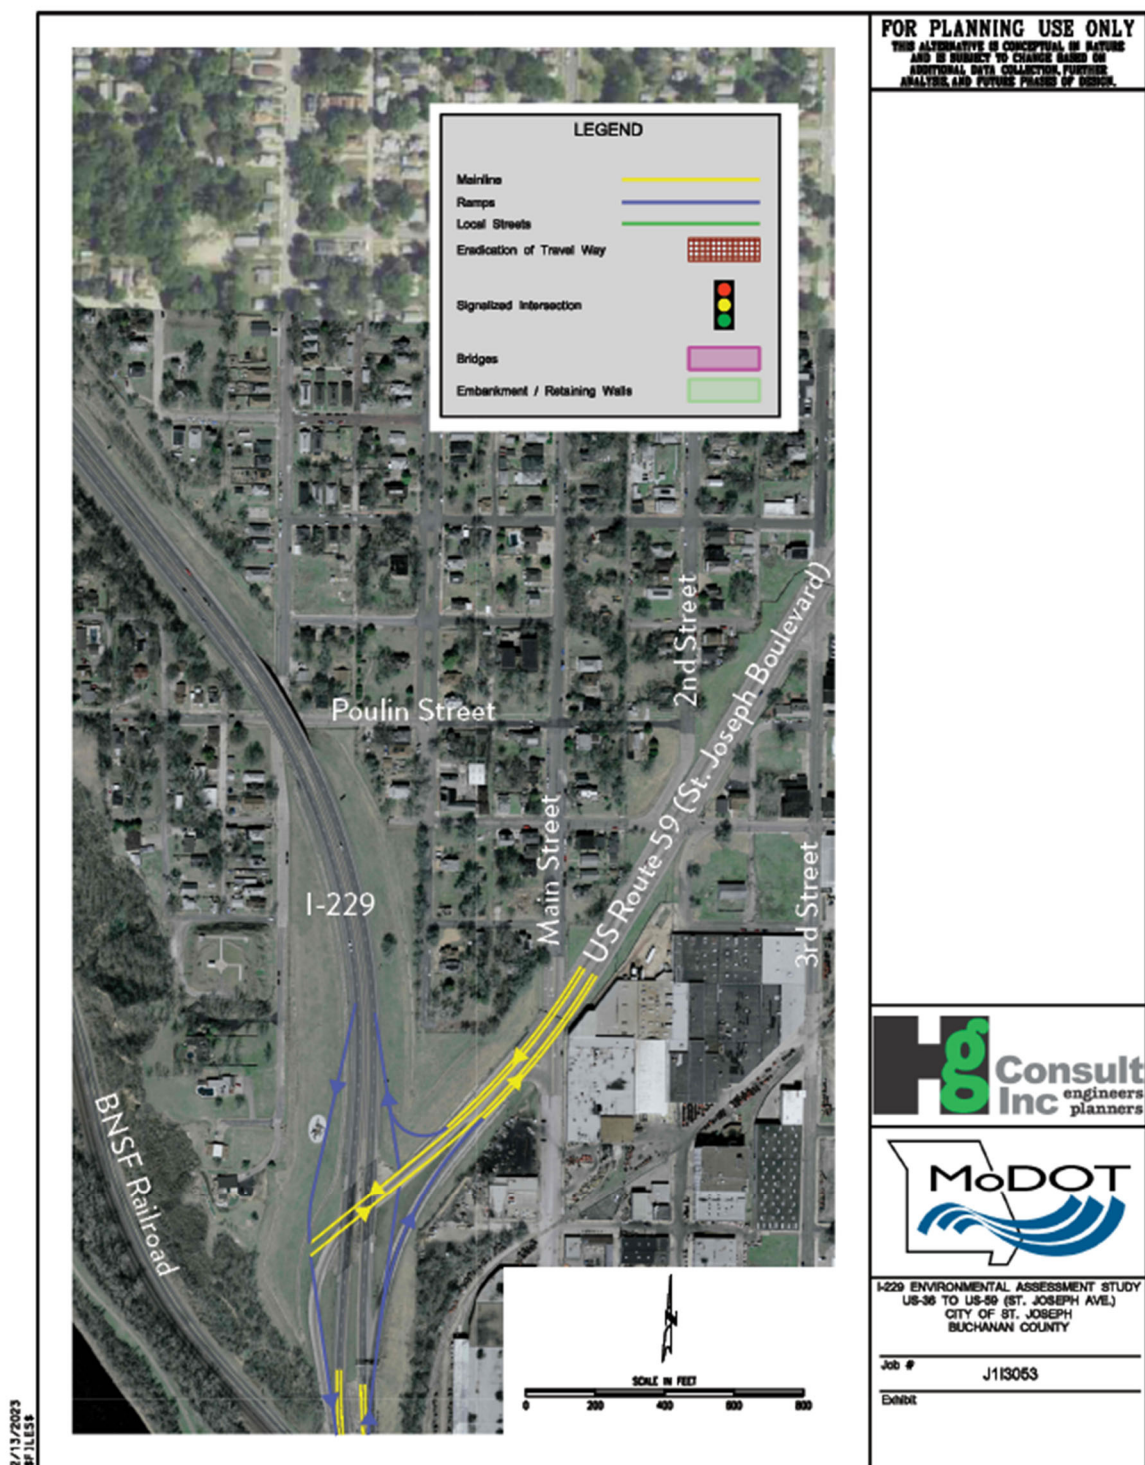 FOR PLANNING USE ONLY
THIS ALTERNATIVE IS CONCEPTUAL IN NATURE
AND IS SUBJECT TO CHANGE BASED ON
ADDITIONAL DATA COLLECTION, FURTHER
ANALYSIS, AND FUTURE PHASES OF DESIGN.
LEGEND
Mainline
Ramps
Local Streets
Eradication of Travel Way
Signalized Intersection
Bridges
Embankment / Retaining Walls
2nd Street
US Route 59 (St. Joseph Boulevard)
Poulin Street
Main Street
3rd Street
I-229
BNSF Railroad
SCALE IN FEET
0 200 400 600 800
Hg Consult
Inc engineers
planners
MoDOT
I-229 ENVIRONMENTAL ASSESSMENT STUDY
US-36 TO US-59 (ST. JOSEPH AVE.)
CITY OF ST. JOSEPH
BUCHANAN COUNTY
Job #
J1I3053
Exhibit
2/13/2023